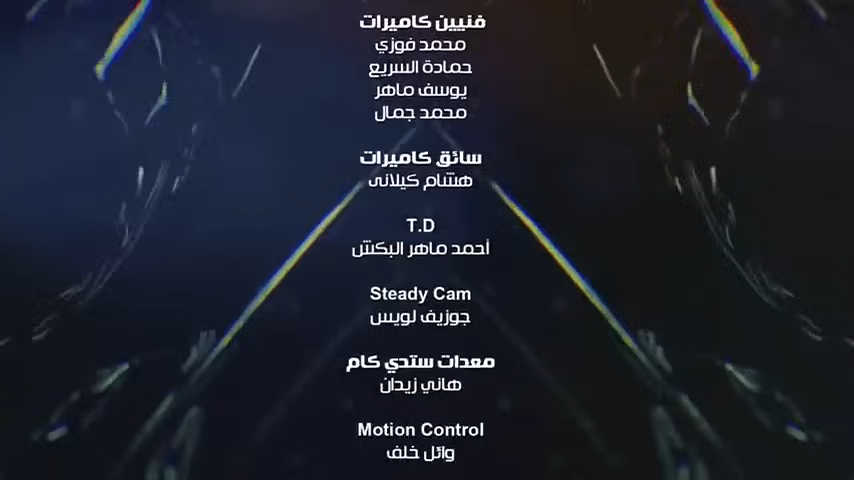 فنيين كاميرات
محمد فوزي
حمادة السريع
يوسف ماهر
محمد جمال
سائق كاميرات
هشام كيلانى
T.D
أحمد ماهر البكش
Steady Cam
جوزيف لويس
معدات ستدي كام
هاني زيدان
Motion Control
وائل خلف